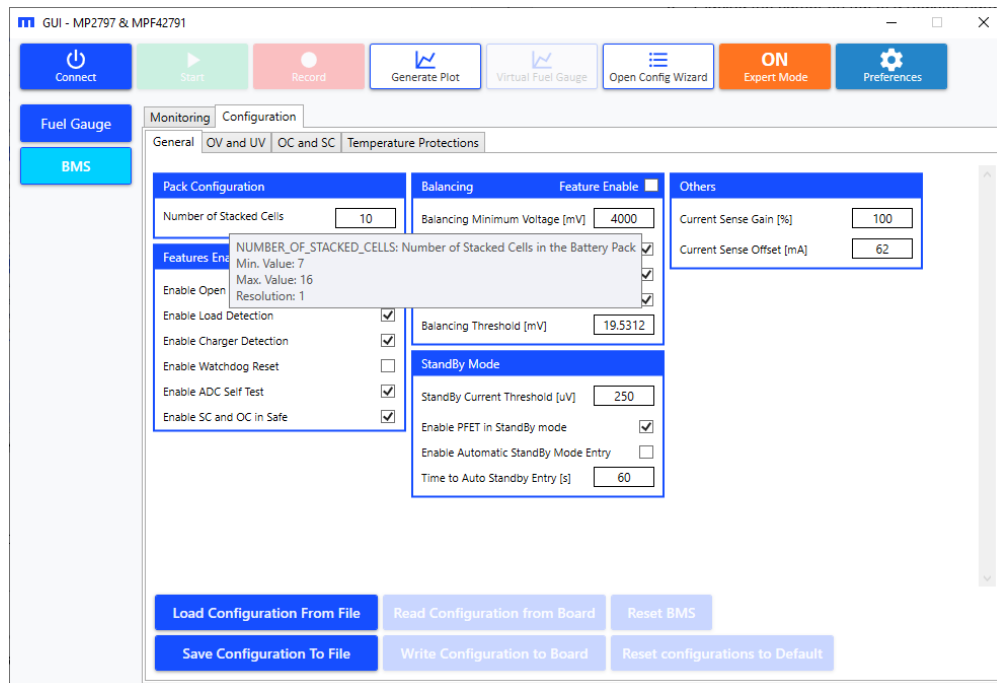 GUI - MP2797 & MPF42791
Connect
Start
Record
Generate Plot
Virtual Fuel Gauge
Open Config Wizard
ON
Expert Mode
Preferences
Fuel Gauge
BMS
Monitoring
Configuration
General
OV and UV
OC and SC
Temperature Protections
Pack Configuration
Number of Stacked Cells 10
NUMBER_OF_STACKED_CELLS: Number of Stacked Cells in the Battery Pack
Min. Value: 7
Max. Value: 16
Resolution: 1
Features Ena
Enable Open
Enable Load Detection
Enable Charger Detection
Enable Watchdog Reset
Enable ADC Self Test
Enable SC and OC in Safe
Balancing Feature Enable
Balancing Minimum Voltage [mV] 4000
Balancing Threshold [mV] 19.5312
StandBy Mode
StandBy Current Threshold [uV] 250
Enable PFET in StandBy mode
Enable Automatic StandBy Mode Entry
Time to Auto Standby Entry [s] 60
Others
Current Sense Gain [%] 100
Current Sense Offset [mA] 62
Load Configuration From File
Read Configuration from Board
Reset BMS
Save Configuration To File
Write Configuration to Board
Reset configurations to Default